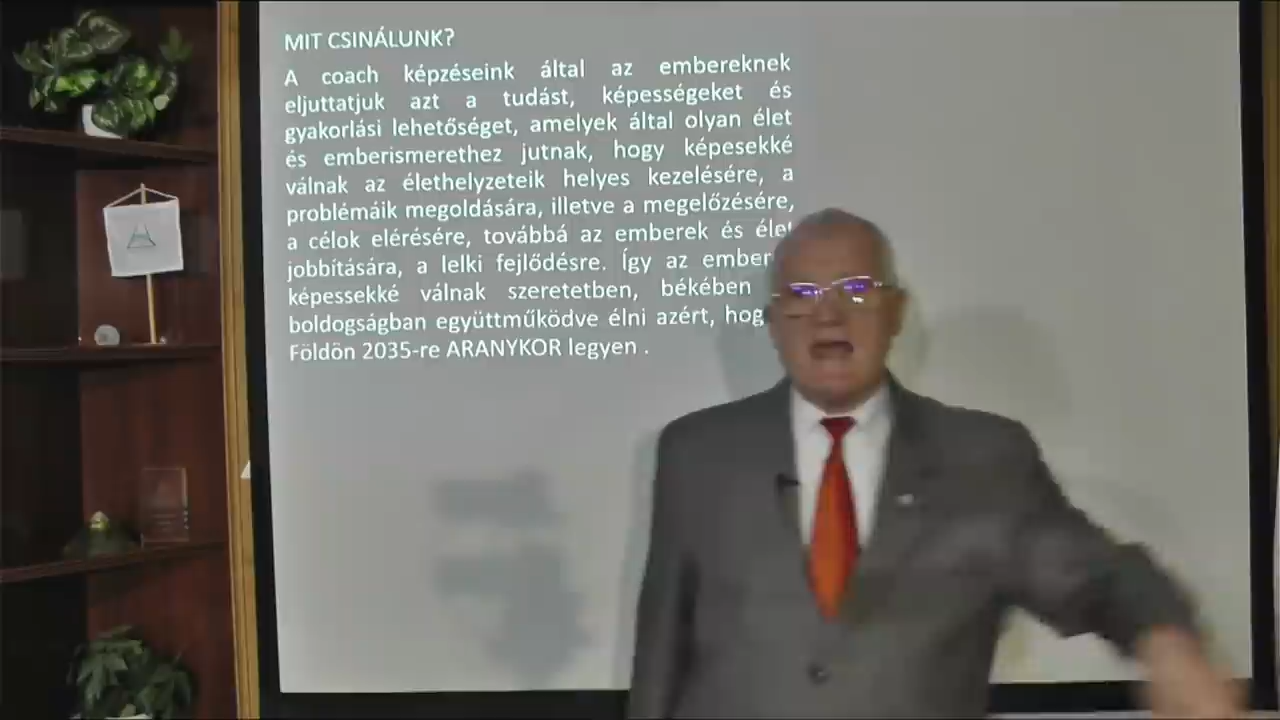 MIT CSINÁLUNK?
A coach képzéseink által az embereknek
eljuttatjuk azt a tudást, képességeket és
gyakorlási lehetőséget, amelyek által olyan élet
és emberismerethez jutnak, hogy képesekké
válnak az élethelyzeteik helyes kezelésére, a
problémáik megoldására, illetve a megelőzésére,
a célok elérésére, továbbá az emberek és élet
jobbítására, a lelki fejlődésre. Így az ember
képessekké válnak szeretetben, békében
boldogságban együttműködve élni azért, hog
Földön 2035-re ARANYKOR legyen .